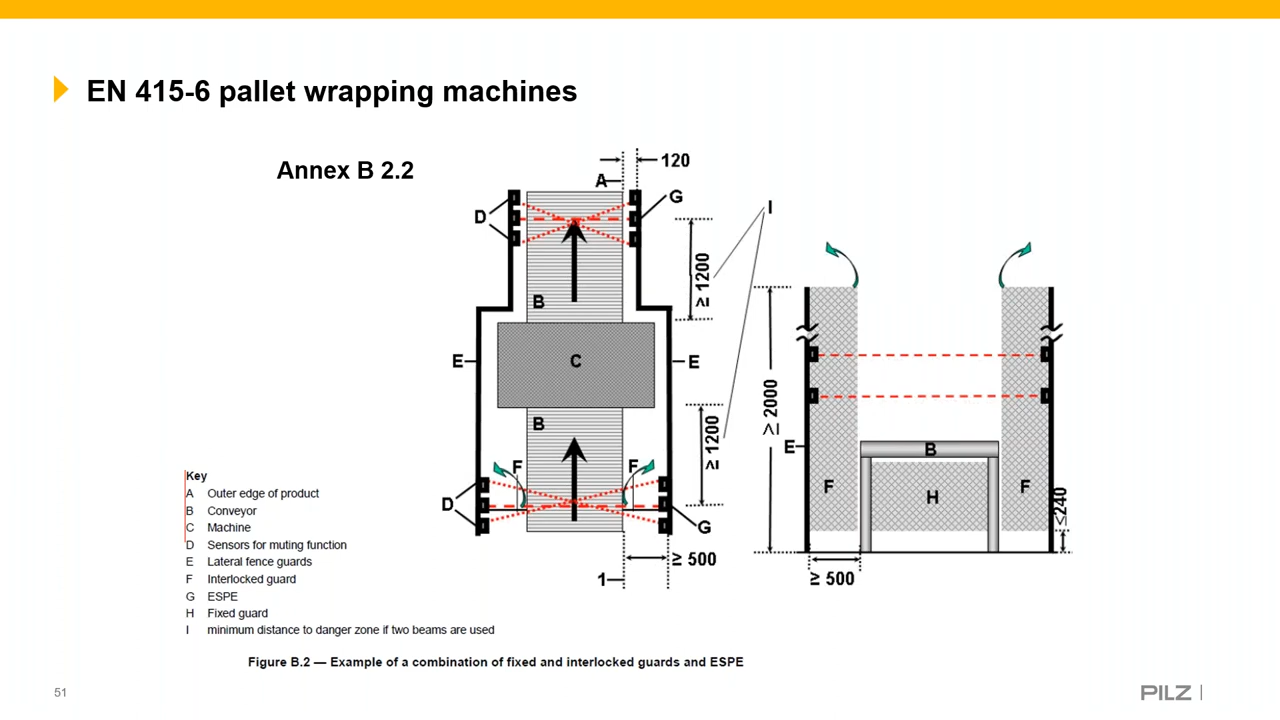 EN 415-6 pallet wrapping machines
Annex B 2.2
120
A
G
D
I
≥ 1200
B
E
C
E
B
≥ 1200
F
F
D
G
≥ 500
1
≥ 2000
E
B
F
H
F
≤240
≥ 500
Key
A Outer edge of product
B Conveyor
C Machine
D Sensors for muting function
E Lateral fence guards
F Interlocked guard
G ESPE
H Fixed guard
I minimum distance to danger zone if two beams are used
Figure B.2 — Example of a combination of fixed and interlocked guards and ESPE
51
PILZ